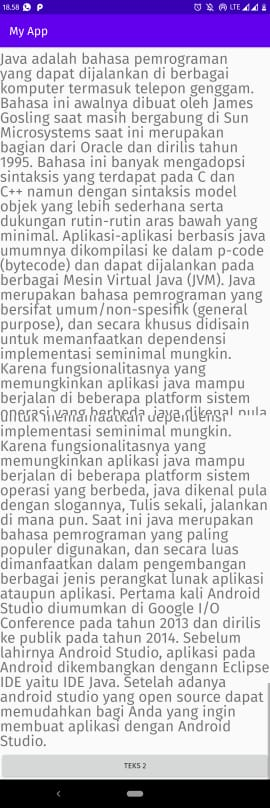 18.58
LTE
My App
Java adalah bahasa pemrograman
yang dapat dijalankan di berbagai
komputer termasuk telepon genggam.
Bahasa ini awalnya dibuat oleh James
Gosling saat masih bergabung di Sun
Microsystems saat ini merupakan
bagian dari Oracle dan dirilis tahun
1995. Bahasa ini banyak mengadopsi
sintaksis yang terdapat pada C dan
C++ namun dengan sintaksis model
objek yang lebih sederhana serta
dukungan rutin-rutin aras bawah yang
minimal. Aplikasi-aplikasi berbasis java
umumnya dikompilasi ke dalam p-code
(bytecode) dan dapat dijalankan pada
berbagai Mesin Virtual Java (JVM). Java
merupakan bahasa pemrograman yang
bersifat umum/non-spesifik (general
purpose), dan secara khusus didisain
untuk memanfaatkan dependensi
implementasi seminimal mungkin.
Karena fungsionalitasnya yang
memungkinkan aplikasi java mampu
berjalan di beberapa platform sistem
operasi yang berbeda, java dikenal pula
untuk memanfaatkan dependensi
implementasi seminimal mungkin.
Karena fungsionalitasnya yang
memungkinkan aplikasi java mampu
berjalan di beberapa platform sistem
operasi yang berbeda, java dikenal pula
dengan slogannya, Tulis sekali, jalankan
di mana pun. Saat ini java merupakan
bahasa pemrograman yang paling
populer digunakan, dan secara luas
dimanfaatkan dalam pengembangan
berbagai jenis perangkat lunak aplikasi
ataupun aplikasi. Pertama kali Android
Studio diumumkan di Google I/O
Conference pada tahun 2013 dan dirilis
ke publik pada tahun 2014. Sebelum
lahirnya Android Studio, aplikasi pada
Android dikembangkan dengann Eclipse
IDE yaitu IDE Java. Setelah adanya
android studio yang open source dapat
memudahkan bagi Anda yang ingin
membuat aplikasi dengan Android
Studio.
TEKS 2